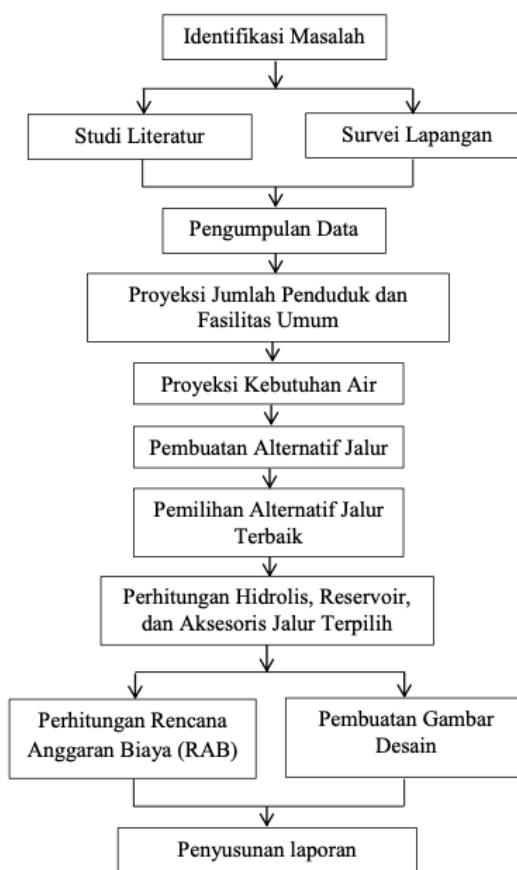 Identifikasi Masalah
Studi Literatur
Survei Lapangan
Pengumpulan Data
Proyeksi Jumlah Penduduk dan
Fasilitas Umum
Proyeksi Kebutuhan Air
Pembuatan Alternatif Jalur
Pemilihan Alternatif Jalur
Terbaik
Perhitungan Hidrolis, Reservoir,
dan Aksesoris Jalur Terpilih
Perhitungan Rencana
Anggaran Biaya (RAB)
Pembuatan Gambar
Desain
Penyusunan laporan